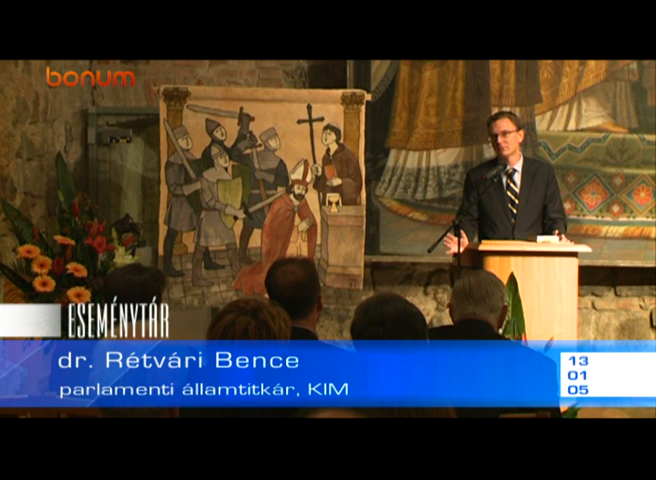 bonum
ESEMÉNYTÁR
dr. Rétvári Bence
parlamenti államtitkár, KIM
13
01
05